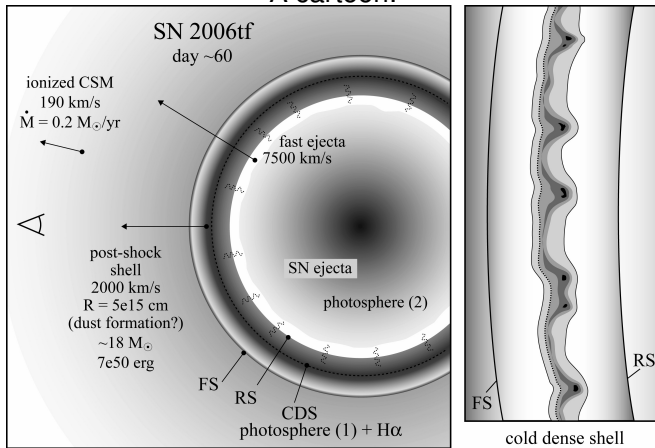 A cartoon:
SN 2006tf
day ~60
ionized CSM
190 km/s
Ṁ = 0.2 M☉/yr
fast ejecta
7500 km/s
post-shock
shell
2000 km/s
R = 5e15 cm
(dust formation?)
~18 M☉
7e50 erg
SN ejecta
photosphere (2)
FS
RS
CDS
photosphere (1) + Hα
FS
RS
cold dense shell